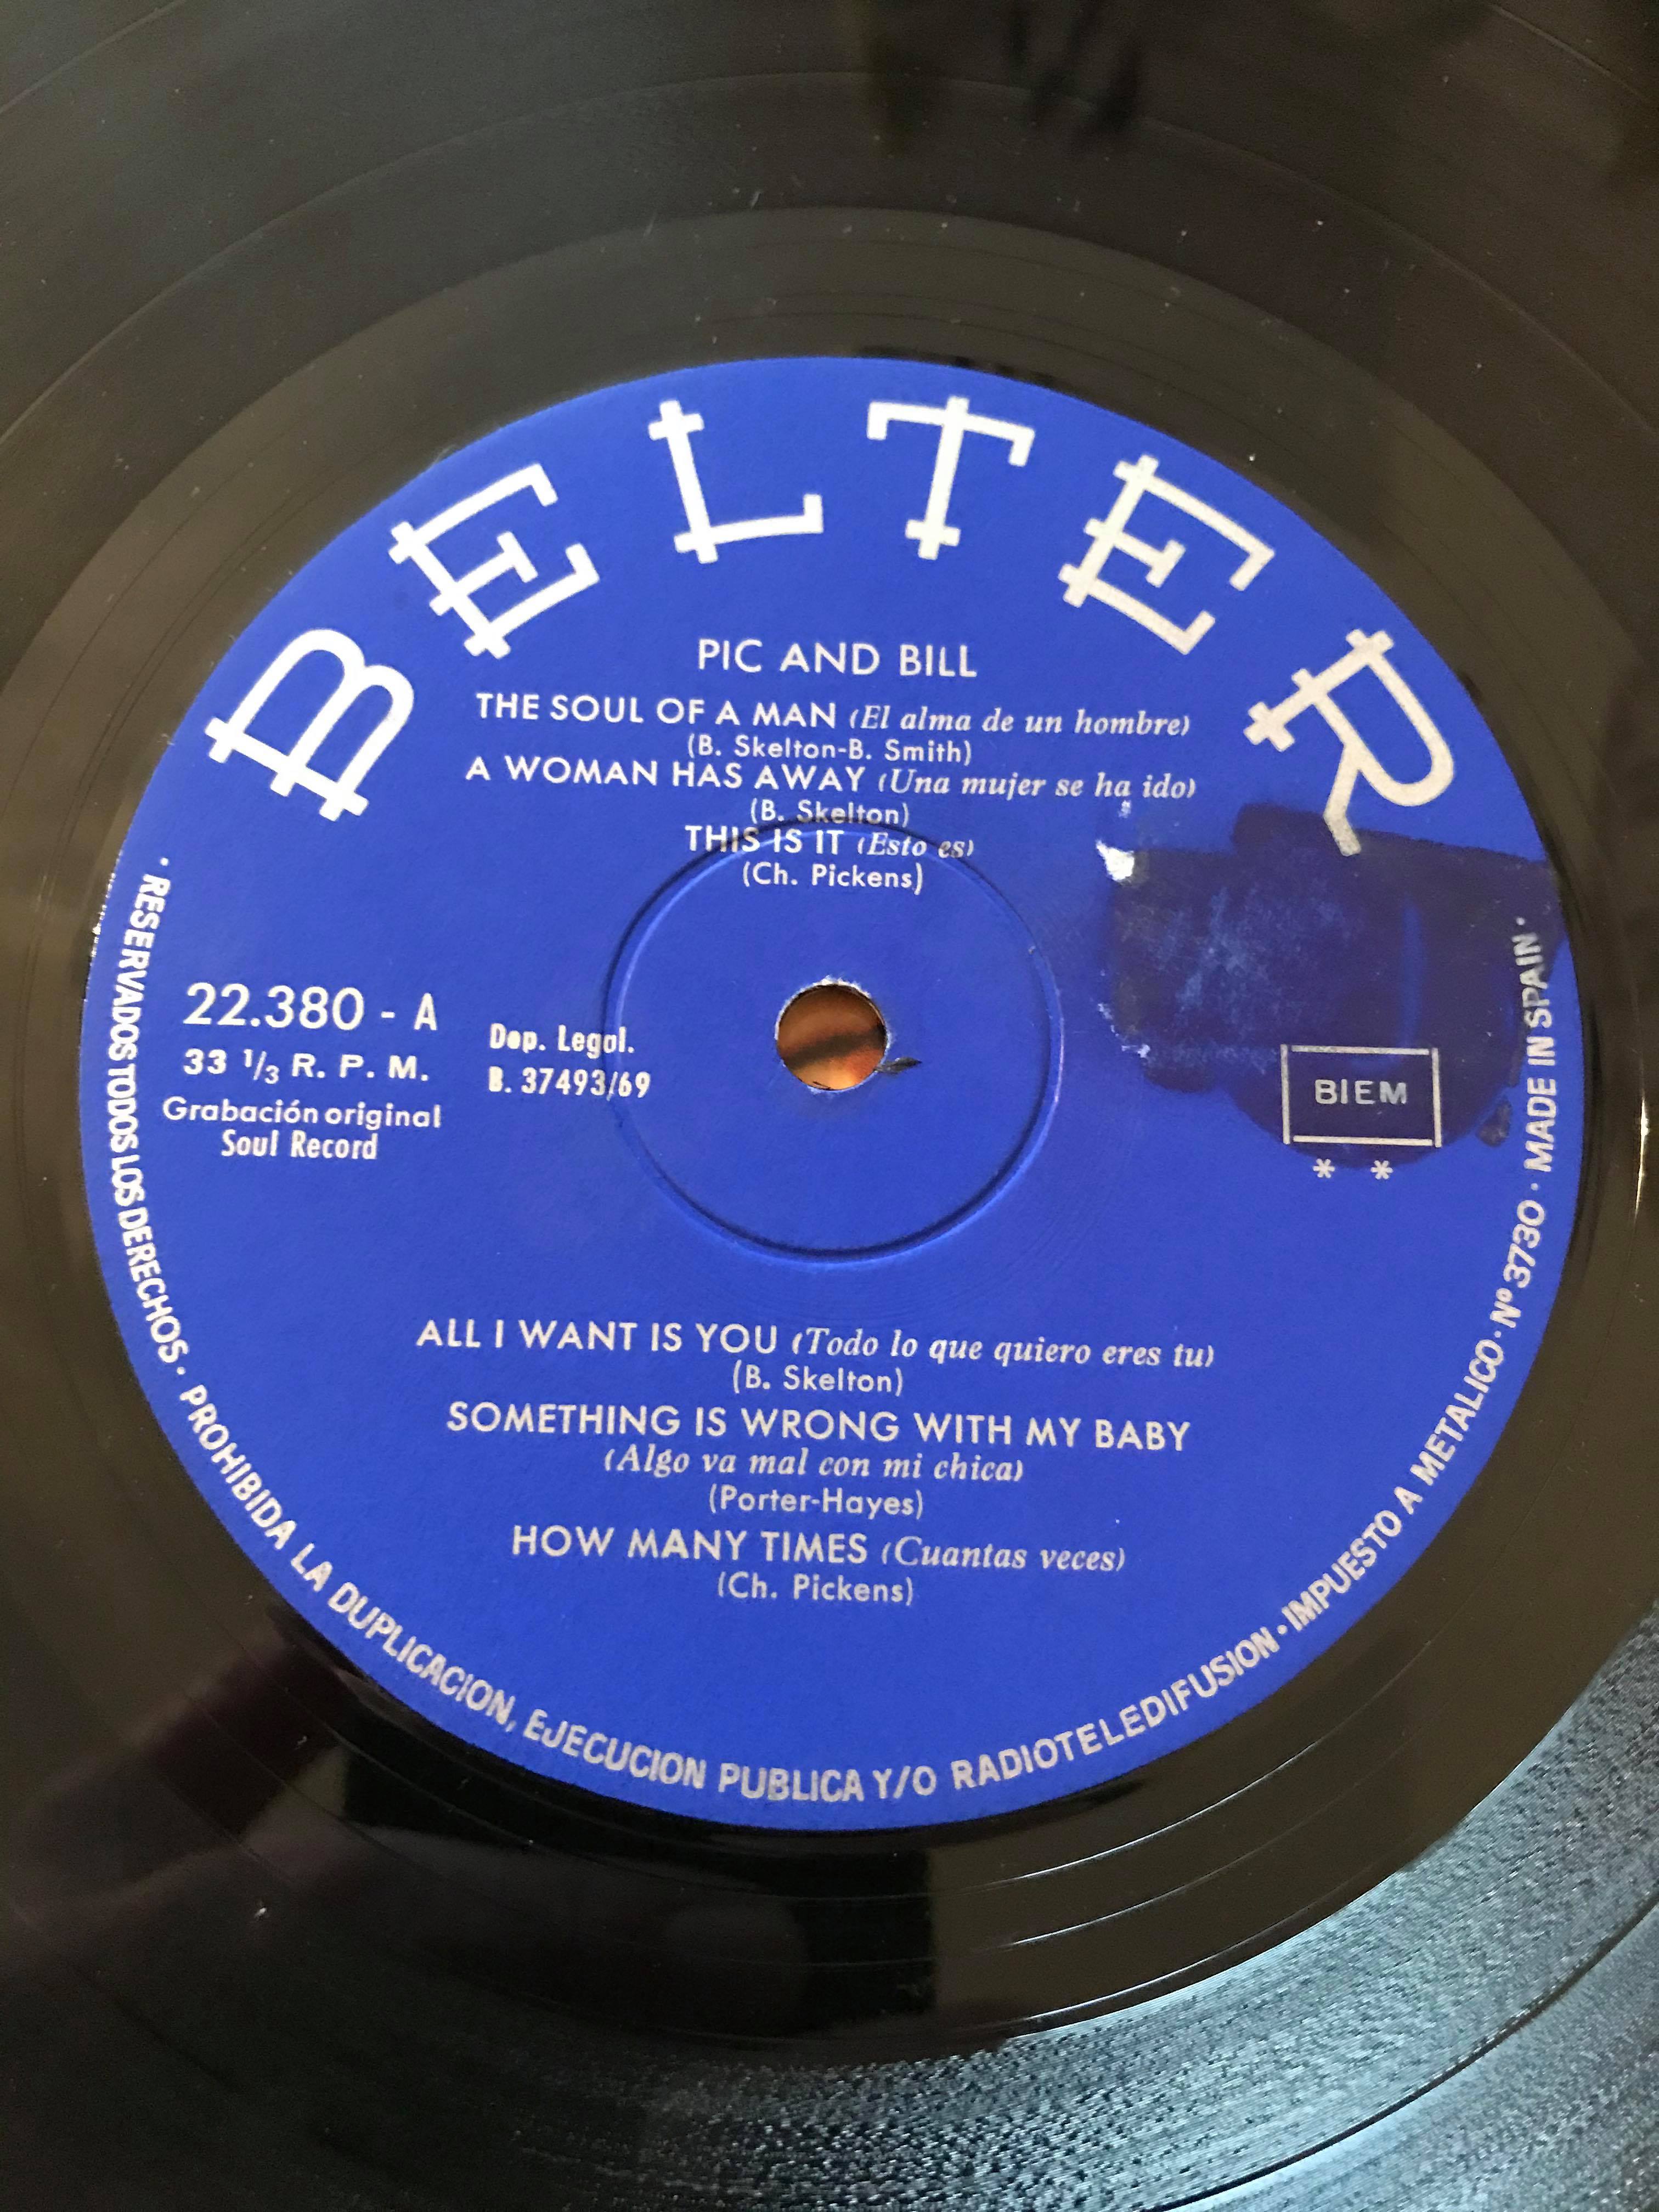 BELTER
PIC AND BILL
THE SOUL OF A MAN (El alma de un hombre)
(B. Skelton-B. Smith)
A WOMAN HAS AWAY (Una mujer se ha ido)
(B. Skelton)
THIS IS IT (Esto es)
(Ch. Pickens)
22.380 - A
33 1/3 R. P. M.
Grabación original
Soul Record
Dep. Legal.
B. 37493/69
BIEM
* *
ALL I WANT IS YOU (Todo lo que quiero eres tu)
(B. Skelton)
SOMETHING IS WRONG WITH MY BABY
(Algo va mal con mi chica)
(Porter-Hayes)
HOW MANY TIMES (Cuantas veces)
(Ch. Pickens)
· RESERVADOS TODOS LOS DERECHOS · PROHIBIDA LA DUPLICACION, EJECUCION PUBLICA Y/O RADIOTELEDIFUSION · IMPUESTO A METALICO · Nº 3730 · MADE IN SPAIN ·